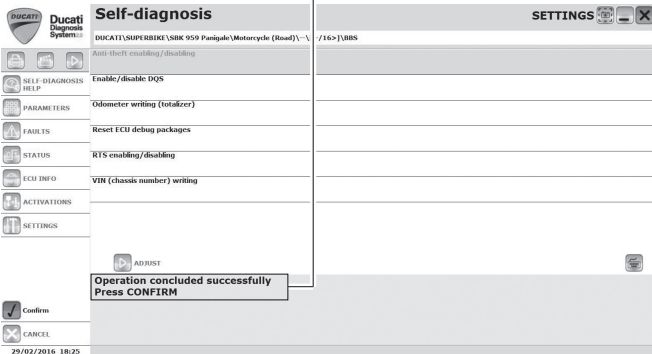 DUCATI
Ducati
Diagnosis
System 2.0
Self-diagnosis
SETTINGS
DUCATI\SUPERBIKE\SBK 959 Panigale\Motorcycle (Road)\--\ -/16>]\BBS
Anti-theft enabling/disabling
SELF-DIAGNOSIS
HELP
Enable/disable DQS
PARAMETERS
Odometer writing (totalizer)
FAULTS
Reset ECU debug packages
STATUS
RTS enabling/disabling
ECU INFO
VIN (chassis number) writing
ACTIVATIONS
SETTINGS
ADJUST
Operation concluded successfully
Press CONFIRM
Confirm
CANCEL
29/02/2016 18:25